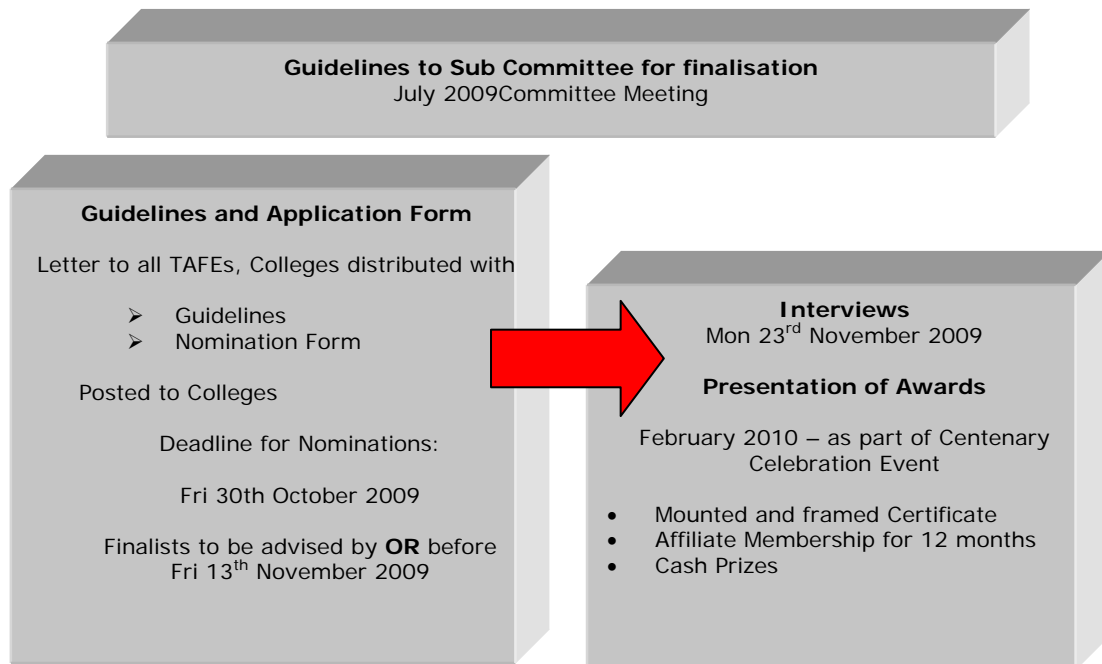 Guidelines to Sub Committee for finalisation
July 2009Committee Meeting
Guidelines and Application Form
Letter to all TAFEs, Colleges distributed with
➢ Guidelines
➢ Nomination Form
Posted to Colleges
Deadline for Nominations:
Fri 30th October 2009
Finalists to be advised by OR before
Fri 13th November 2009
Interviews
Mon 23rd November 2009
Presentation of Awards
February 2010 – as part of Centenary
Celebration Event
• Mounted and framed Certificate
• Affiliate Membership for 12 months
• Cash Prizes